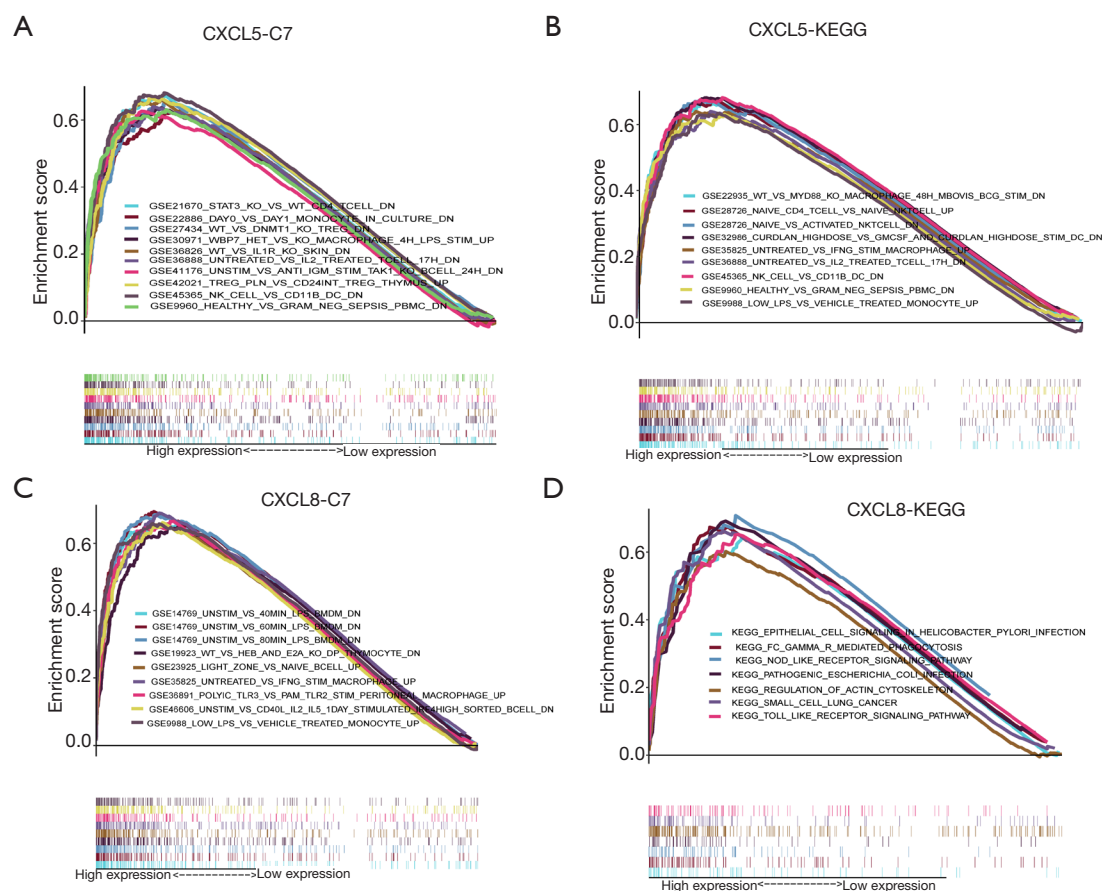 A
CXCL5-C7
Enrichment score
0.6
0.4
0.2
0.0
GSE21670_STAT3_KO_VS_WT_CD4_TCELL_DN
GSE22886_DAY0_VS_DAY1_MONOCYTE_IN_CULTURE_DN
GSE27434_WT_VS_DNMT1_KO_TREG_DN
GSE30971_WBP7_HET_VS_KO_MACROPHAGE_4H_LPS_STIM_UP
GSE36826_WT_VS_IL1R_KO_SKIN_DN
GSE36888_UNTREATED_VS_IL2_TREATED_TCELL_17H_DN
GSE41176_UNSTIM_VS_ANTI_IGM_STIM_TAK1_KO_BCELL_24H_DN
GSE42021_TREG_PLN_VS_CD24INT_TREG_THYMUS_UP
GSE45365_NK_CELL_VS_CD11B_DC_DN
GSE9960_HEALTHY_VS_GRAM_NEG_SEPSIS_PBMC_DN
High expression<------------->Low expression
B
CXCL5-KEGG
Enrichment score
0.6
0.4
0.2
0.0
GSE22935_WT_VS_MYD88_KO_MACROPHAGE_48H_MBOVIS_BCG_STIM_DN
GSE28726_NAIVE_CD4_TCELL_VS_NAIVE_NKTCELL_UP
GSE28726_NAIVE_VS_ACTIVATED_NKTCELL_DN
GSE32986_CURDLAN_HIGHDOSE_VS_GMCSF_AND_CURDLAN_HIGHDOSE_STIM_DC_DN
GSE35825_UNTREATED_VS_IFNG_STIM_MACROPHAGE_UP
GSE36888_UNTREATED_VS_IL2_TREATED_TCELL_17H_DN
GSE45365_NK_CELL_VS_CD11B_DC_DN
GSE9960_HEALTHY_VS_GRAM_NEG_SEPSIS_PBMC_DN
GSE9988_LOW_LPS_VS_VEHICLE_TREATED_MONOCYTE_UP
High expression<------------->Low expression
C
CXCL8-C7
Enrichment score
0.6
0.4
0.2
0.0
GSE14769_UNSTIM_VS_40MIN_LPS_BMDM_DN
GSE14769_UNSTIM_VS_60MIN_LPS_BMDM_DN
GSE14769_UNSTIM_VS_80MIN_LPS_BMDM_DN
GSE19923_WT_VS_HEB_AND_E2A_KO_DP_THYMOCYTE_DN
GSE23925_LIGHT_ZONE_VS_NAIVE_BCELL_UP
GSE35825_UNTREATED_VS_IFNG_STIM_MACROPHAGE_UP
GSE36891_POLYIC_TLR3_VS_PAM_TLR2_STIM_PERITONEAL_MACROPHAGE_UP
GSE46606_UNSTIM_VS_CD40L_IL2_IL5_1DAY_STIMULATED_IRF4HIGH_SORTED_BCELL_DN
GSE9988_LOW_LPS_VS_VEHICLE_TREATED_MONOCYTE_UP
High expression<------------->Low expression
D
CXCL8-KEGG
Enrichment score
0.6
0.4
0.2
0.0
KEGG_EPITHELIAL_CELL_SIGNALING_IN_HELICOBACTER_PYLORI_INFECTION
KEGG_FC_GAMMA_R_MEDIATED_PHAGOCYTOSIS
KEGG_NOD_LIKE_RECEPTOR_SIGNALING_PATHWAY
KEGG_PATHOGENIC_ESCHERICHIA_COLI_INFECTION
KEGG_REGULATION_OF_ACTIN_CYTOSKELETON
KEGG_SMALL_CELL_LUNG_CANCER
KEGG_TOLL_LIKE_RECEPTOR_SIGNALING_PATHWAY
High expression<------------->Low expression